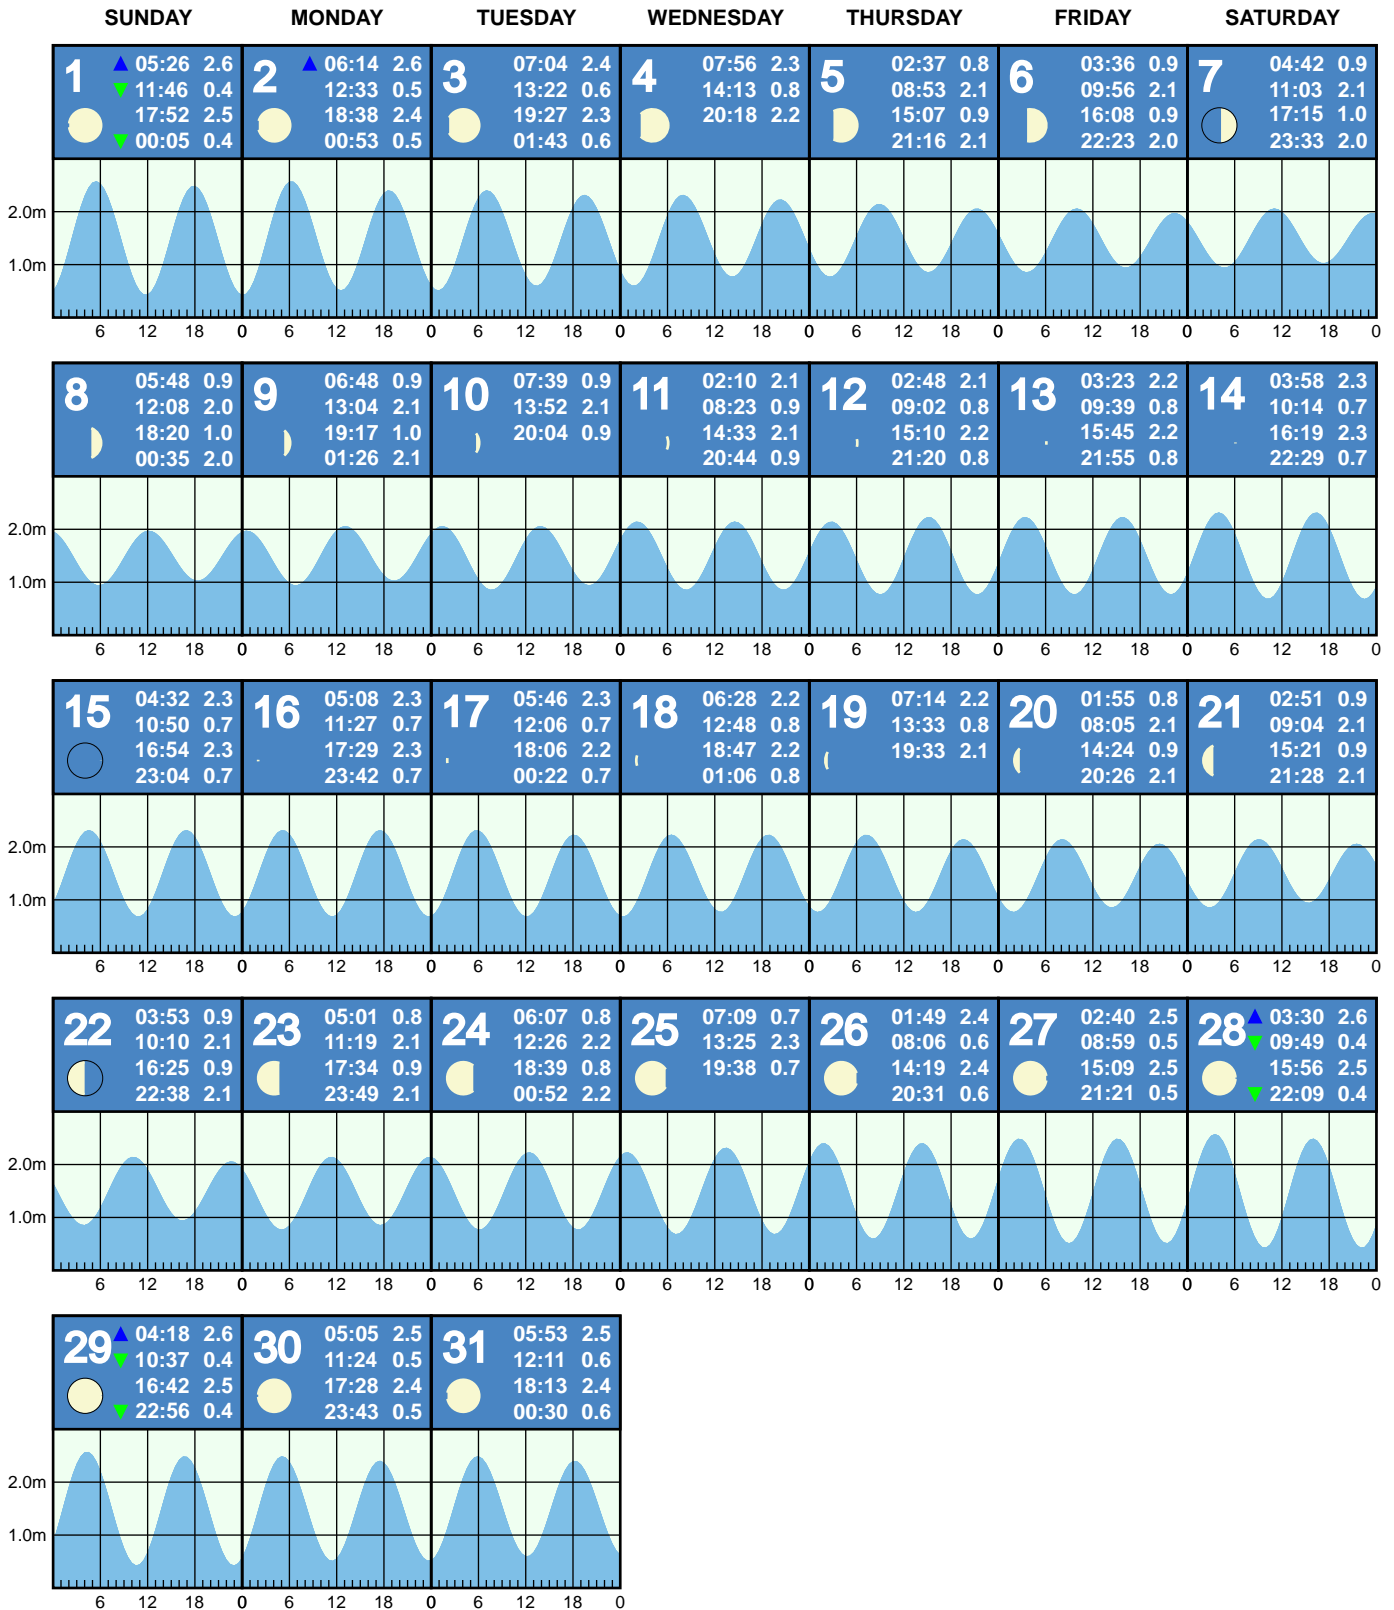 SUNDAY MONDAY TUESDAY WEDNESDAY THURSDAY FRIDAY SATURDAY
1 05:26 2.6 2 06:14 2.6 3 07:04 2.4 4 07:56 2.3 5 02:37 0.8 6 03:36 0.9 7 04:42 0.9
11:46 0.4 12:33 0.5 13:22 0.6 14:13 0.8 08:53 2.1 09:56 2.1 11:03 2.1
17:52 2.5 18:38 2.4 19:27 2.3 20:18 2.2 15:07 0.9 16:08 0.9 17:15 1.0
00:05 0.4 00:53 0.5 01:43 0.6 21:16 2.1 22:23 2.0 23:33 2.0
2.0m
1.0m
6 12 18 0 6 12 18 0 6 12 18 0 6 12 18 0 6 12 18 0 6 12 18 0 6 12 18 0
8 05:48 0.9 9 06:48 0.9 10 07:39 0.9 11 02:10 2.1 12 02:48 2.1 13 03:23 2.2 14 03:58 2.3
12:08 2.0 13:04 2.1 13:52 2.1 08:23 0.9 09:02 0.8 09:39 0.8 10:14 0.7
18:20 1.0 19:17 1.0 20:04 0.9 14:33 2.1 15:10 2.2 15:45 2.2 16:19 2.3
00:35 2.0 01:26 2.1 20:44 0.9 21:20 0.8 21:55 0.8 22:29 0.7
2.0m
1.0m
6 12 18 0 6 12 18 0 6 12 18 0 6 12 18 0 6 12 18 0 6 12 18 0 6 12 18 0
15 04:32 2.3 16 05:08 2.3 17 05:46 2.3 18 06:28 2.2 19 07:14 2.2 20 01:55 0.8 21 02:51 0.9
10:50 0.7 11:27 0.7 12:06 0.7 12:48 0.8 13:33 0.8 08:05 2.1 09:04 2.1
16:54 2.3 17:29 2.3 18:06 2.2 18:47 2.2 19:33 2.1 14:24 0.9 15:21 0.9
23:04 0.7 23:42 0.7 00:22 0.7 01:06 0.8 20:26 2.1 21:28 2.1
2.0m
1.0m
6 12 18 0 6 12 18 0 6 12 18 0 6 12 18 0 6 12 18 0 6 12 18 0 6 12 18 0
22 03:53 0.9 23 05:01 0.8 24 06:07 0.8 25 07:09 0.7 26 01:49 2.4 27 02:40 2.5 28 03:30 2.6
10:10 2.1 11:19 2.1 12:26 2.2 13:25 2.3 08:06 0.6 08:59 0.5 09:49 0.4
16:25 0.9 17:34 0.9 18:39 0.8 19:38 0.7 14:19 2.4 15:09 2.5 15:56 2.5
22:38 2.1 23:49 2.1 00:52 2.2 20:31 0.6 21:21 0.5 22:09 0.4
2.0m
1.0m
6 12 18 0 6 12 18 0 6 12 18 0 6 12 18 0 6 12 18 0 6 12 18 0 6 12 18 0
29 04:18 2.6 30 05:05 2.5 31 05:53 2.5
10:37 0.4 11:24 0.5 12:11 0.6
16:42 2.5 17:28 2.4 18:13 2.4
22:56 0.4 23:43 0.5 00:30 0.6
2.0m
1.0m
6 12 18 0 6 12 18 0 6 12 18 0